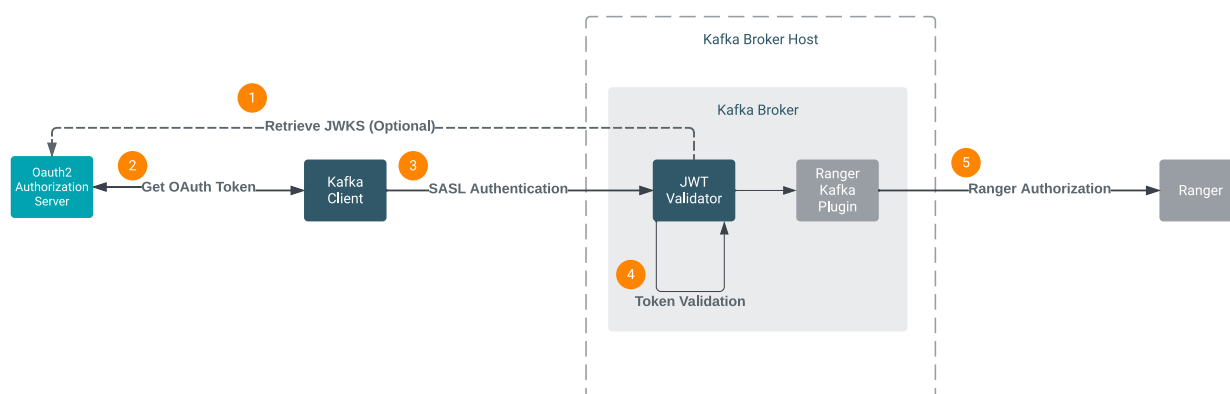 Kafka Broker Host
1
Kafka Broker
Retrieve JWKS (Optional)
2
3
5
Oauth2
Authorization
Server
Get OAuth Token
Kafka
Client
SASL Authentication
JWT
Validator
Ranger
Kafka
Plugin
Ranger Authorization
Ranger
4
Token Validation